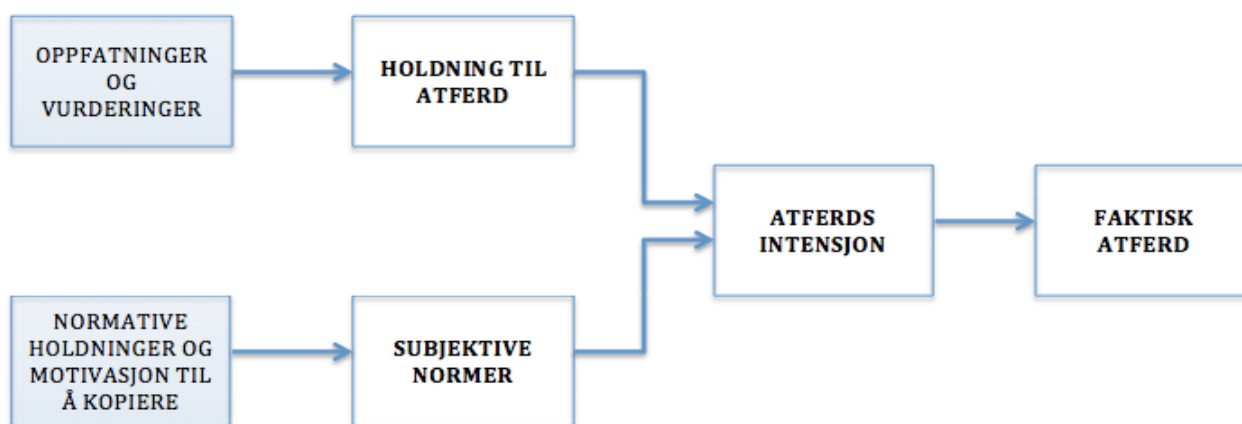 OPPFATNINGER
OG
VURDERINGER
HOLDNING TIL
ATFERD
ATFERDS
INTENSJON
FAKTISK
ATFERD
NORMATIVE
HOLDNINGER OG
MOTIVASJON TIL
Å KOPIERE
SUBJEKTIVE
NORMER